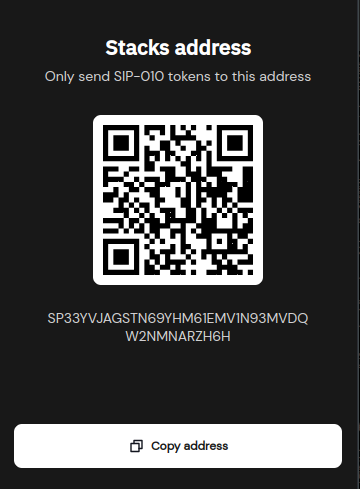 Stacks address
Only send SIP-010 tokens to this address
SP33YVJAGSTN69YHM61EMV1N93MVDQ
W2NMNARZH6H
Copy address